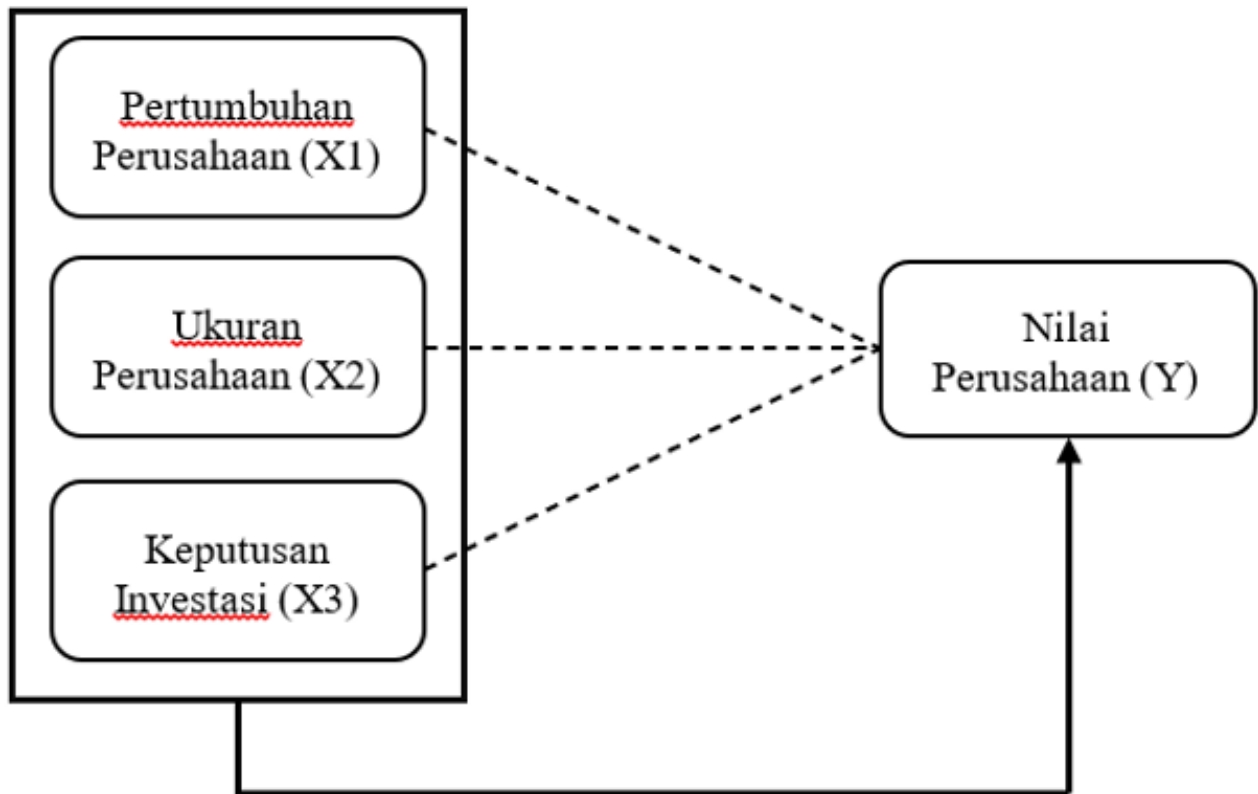 Pertumbuhan
Perusahaan (X1)
Ukuran
Perusahaan (X2)
Keputusan
Investasi (X3)
Nilai
Perusahaan (Y)